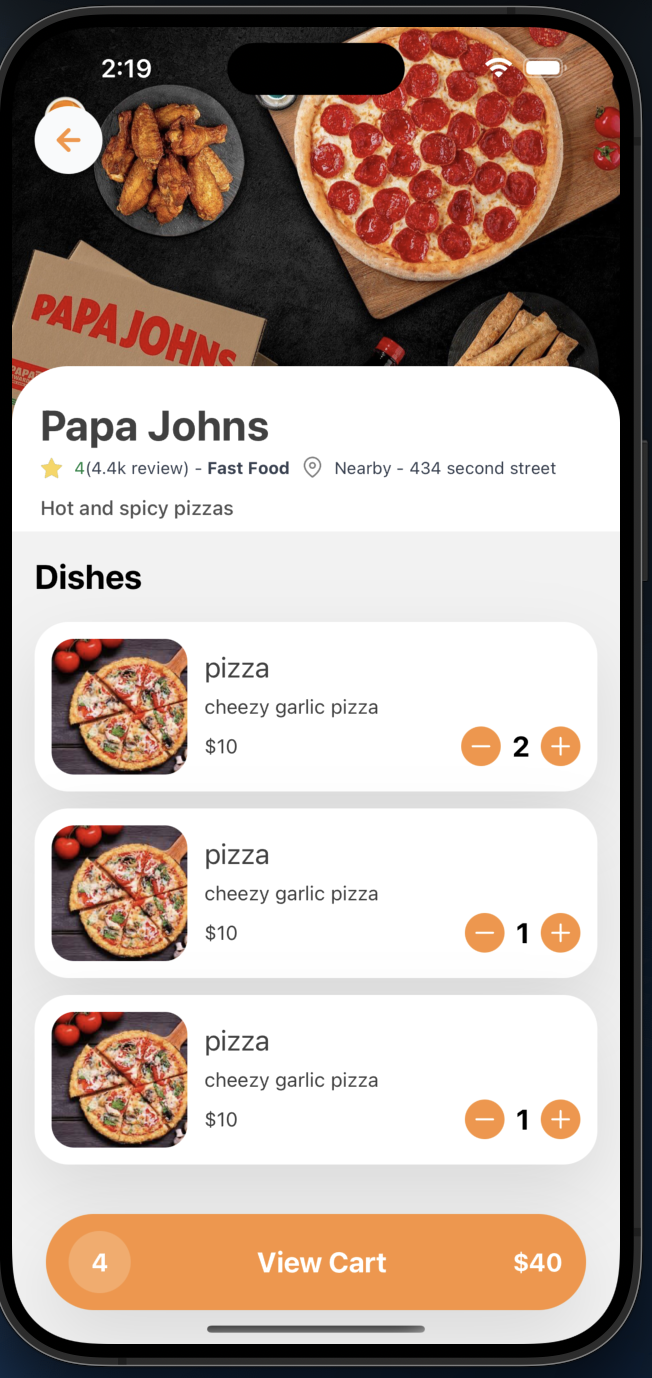 2:19
PAPA JOHNS
Papa Johns
4(4.4k review) - Fast Food Nearby - 434 second street
Hot and spicy pizzas
Dishes
pizza
cheezy garlic pizza
$10
2
pizza
cheezy garlic pizza
$10
1
pizza
cheezy garlic pizza
$10
1
4 View Cart $40